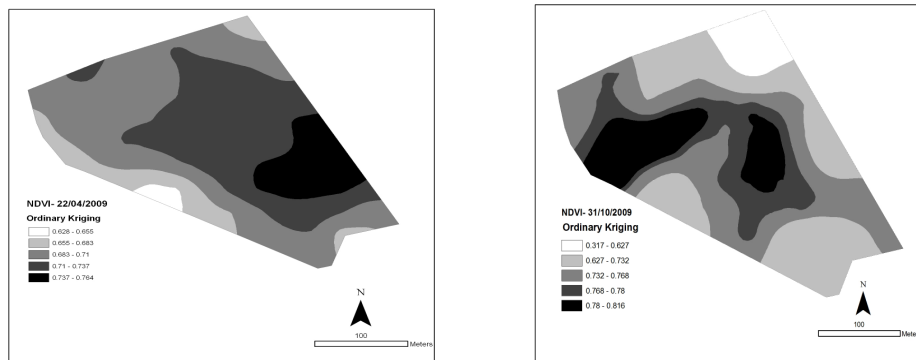 NDVI- 22/04/2009
Ordinary Kriging
0.628 - 0.655
0.655 - 0.683
0.683 - 0.71
0.71 - 0.737
0.737 - 0.764
N
100
Meters
NDVI- 31/10/2009
Ordinary Kriging
0.317 - 0.627
0.627 - 0.732
0.732 - 0.768
0.768 - 0.78
0.78 - 0.816
N
100
Mete